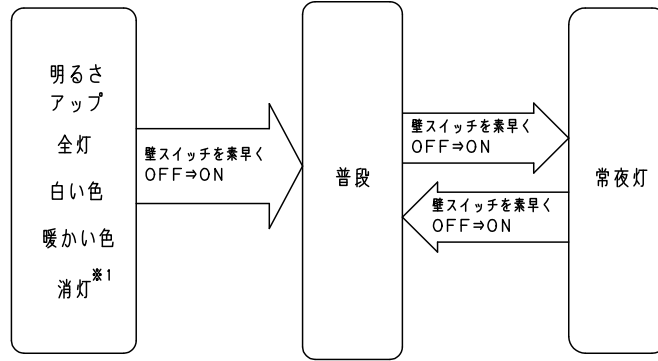 明るさ
アップ
全灯
白い色
暖かい色
消灯※1
壁スイッチを素早く
OFF⇒ON
普段
壁スイッチを素早く
OFF⇒ON
壁スイッチを素早く
OFF⇒ON
常夜灯